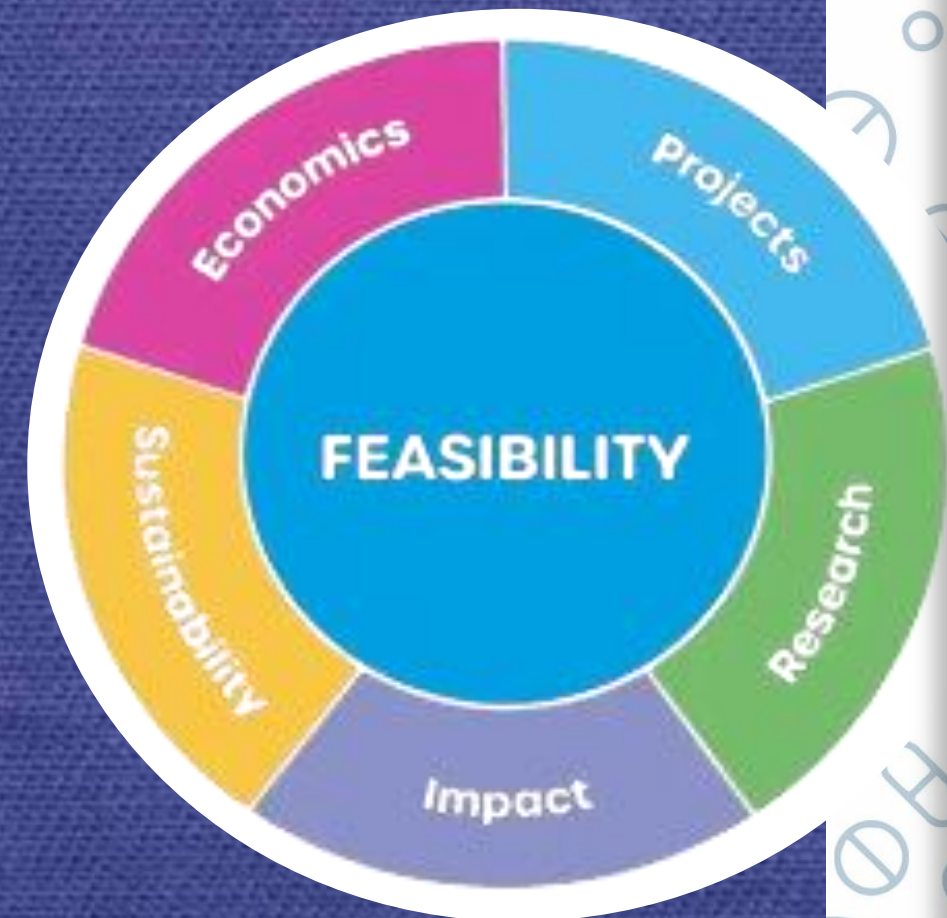 Economics
Projects
FEASIBILITY
Sustainability
Research
Impact